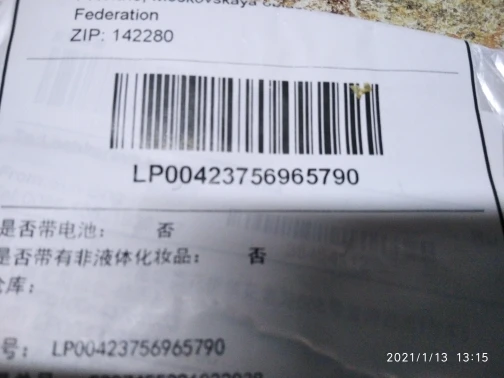 Federation
ZIP: 142280
LP00423756965790
是否带电池： 否
是否带有非液体化妆品： 否
仓库：
号： LP00423756965790
2021/1/13 13:15